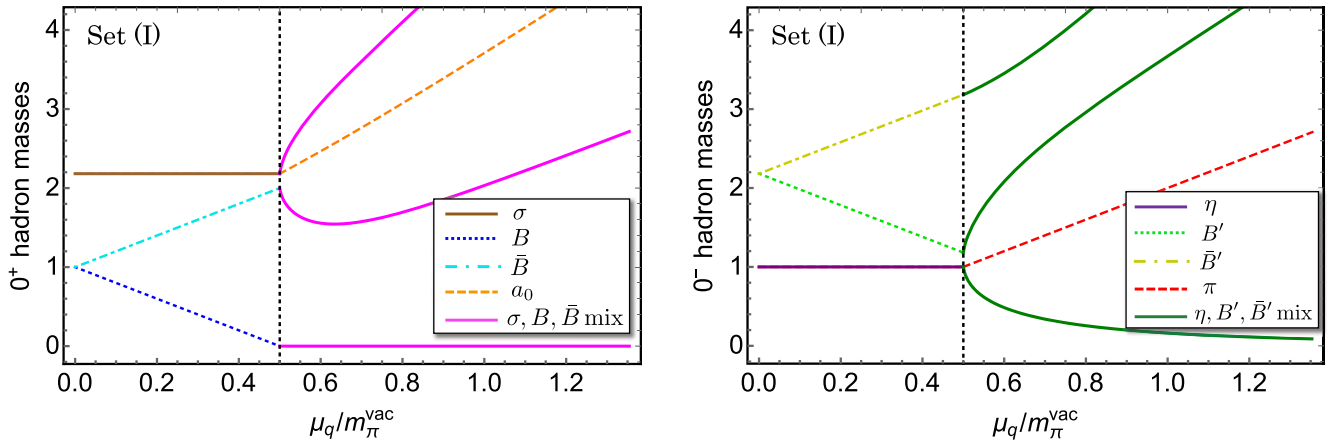 Set (I)
0⁺ hadron masses
4
3
2
1
0
σ
B
B̄
a₀
σ, B, B̄ mix
0.0 0.2 0.4 0.6 0.8 1.0 1.2
μ_q/m_π^vac
Set (I)
0⁻ hadron masses
4
3
2
1
0
η
B′
B̄′
π
η, B′, B̄′ mix
0.0 0.2 0.4 0.6 0.8 1.0 1.2
μ_q/m_π^vac